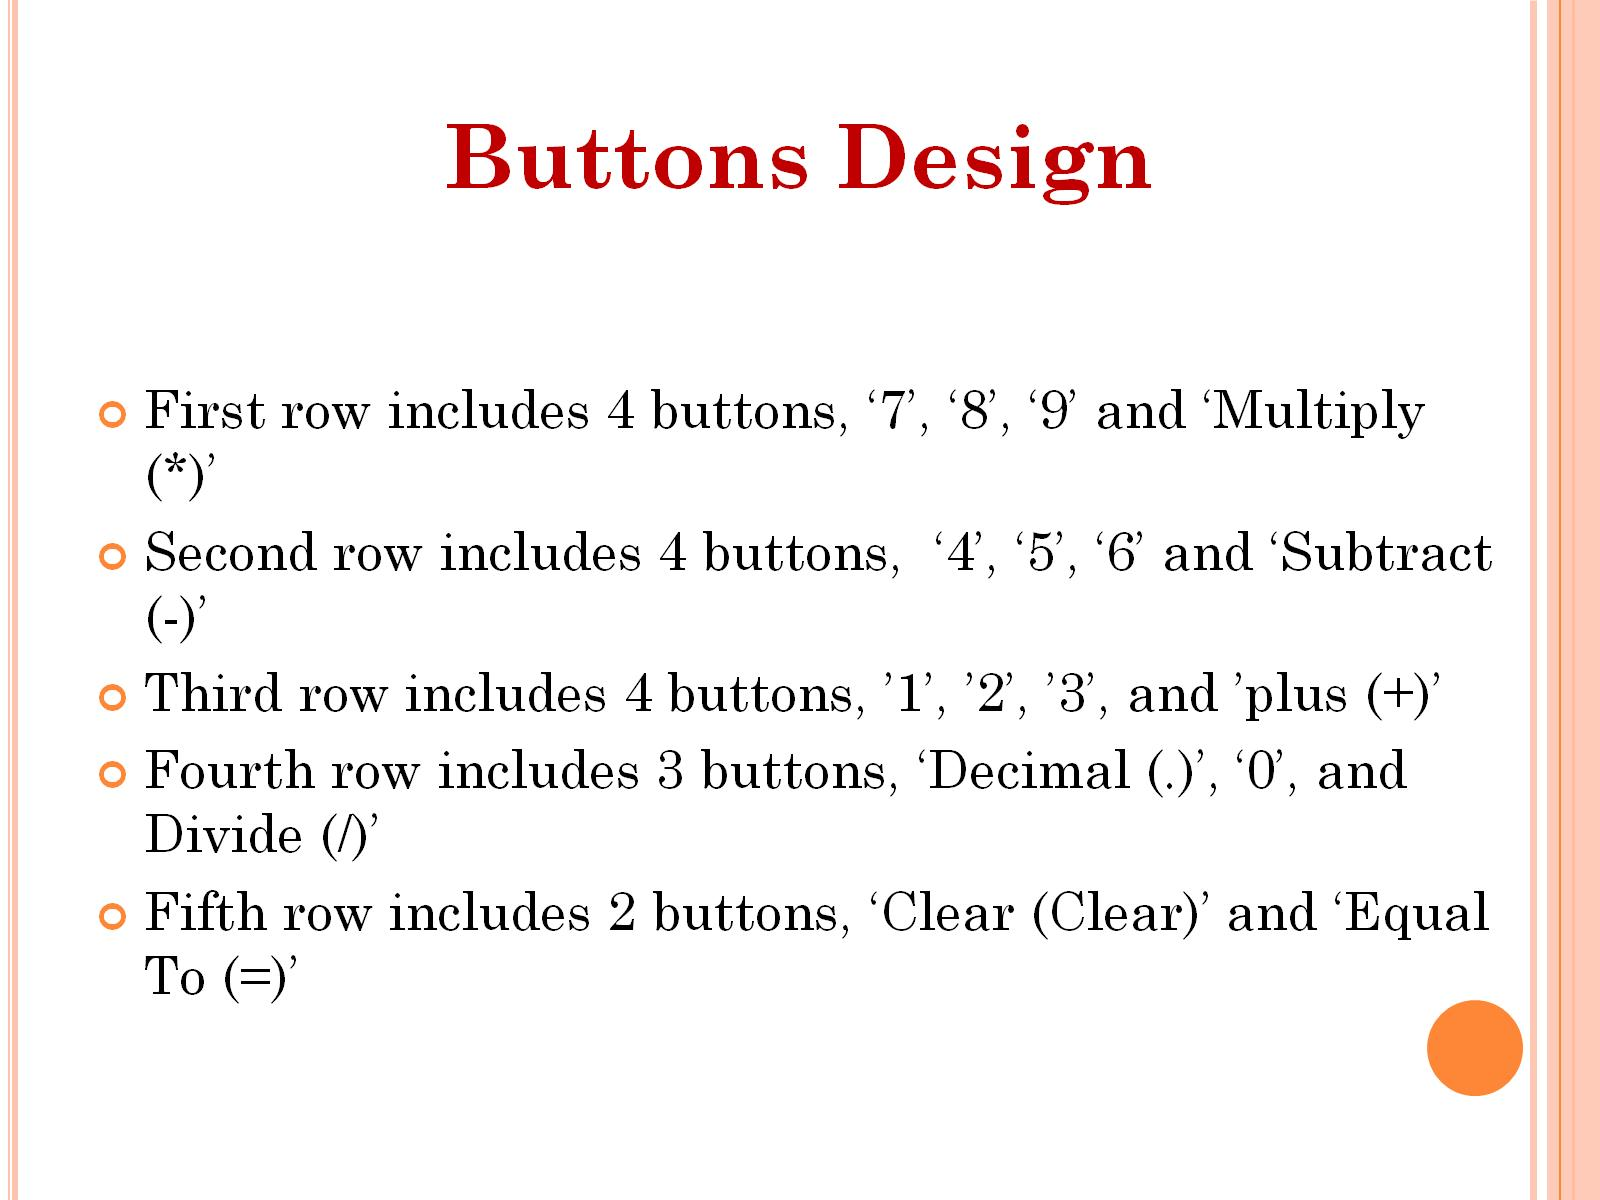 Buttons Design
First row includes 4 buttons, ‘7’, ‘8’, ‘9’ and ‘Multiply
(*)’
Second row includes 4 buttons,  ‘4’, ‘5’, ‘6’ and ‘Subtract
(-)’
Third row includes 4 buttons, ’1’, ’2’, ’3’, and ’plus (+)’
Fourth row includes 3 buttons, ‘Decimal (.)’, ‘0’, and
Divide (/)’
Fifth row includes 2 buttons, ‘Clear (Clear)’ and ‘Equal
To (=)’